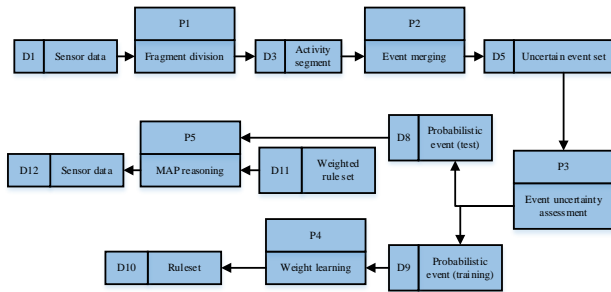 P1
P2
D1 Sensor data
Fragment division
D3 Activity
segment
Event merging
D5 Uncertain event set
P5
D8 Probabilistic
event (test)
P3
D12 Sensor data
MAP reasoning
D11 Weighted
rule set
Event uncertainty
assessment
P4
D10 Ruleset
Weight learning
D9 Probabilistic
event (training)